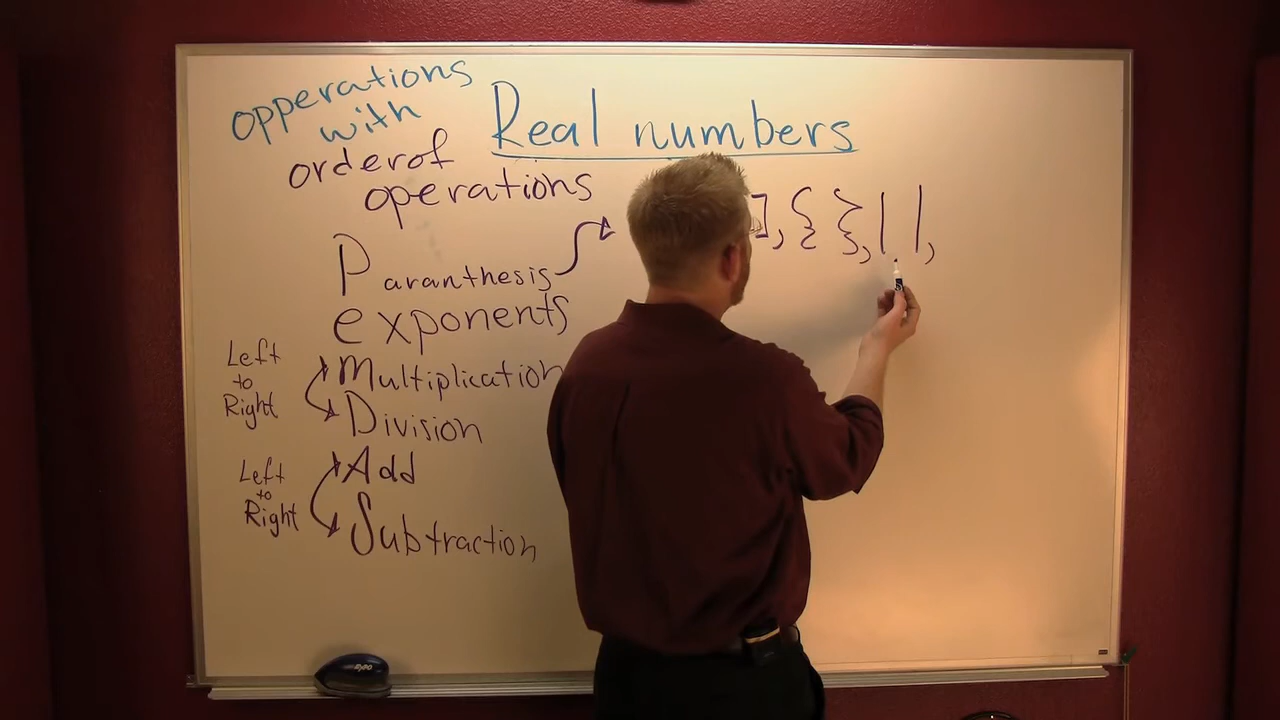 opperations
with
Real numbers
order of
operations
], { }, | |,
Paranthesis
exponents
Left
to
Right
Multiplication
Division
Left
to
Right
Add
Subtraction
EXPO